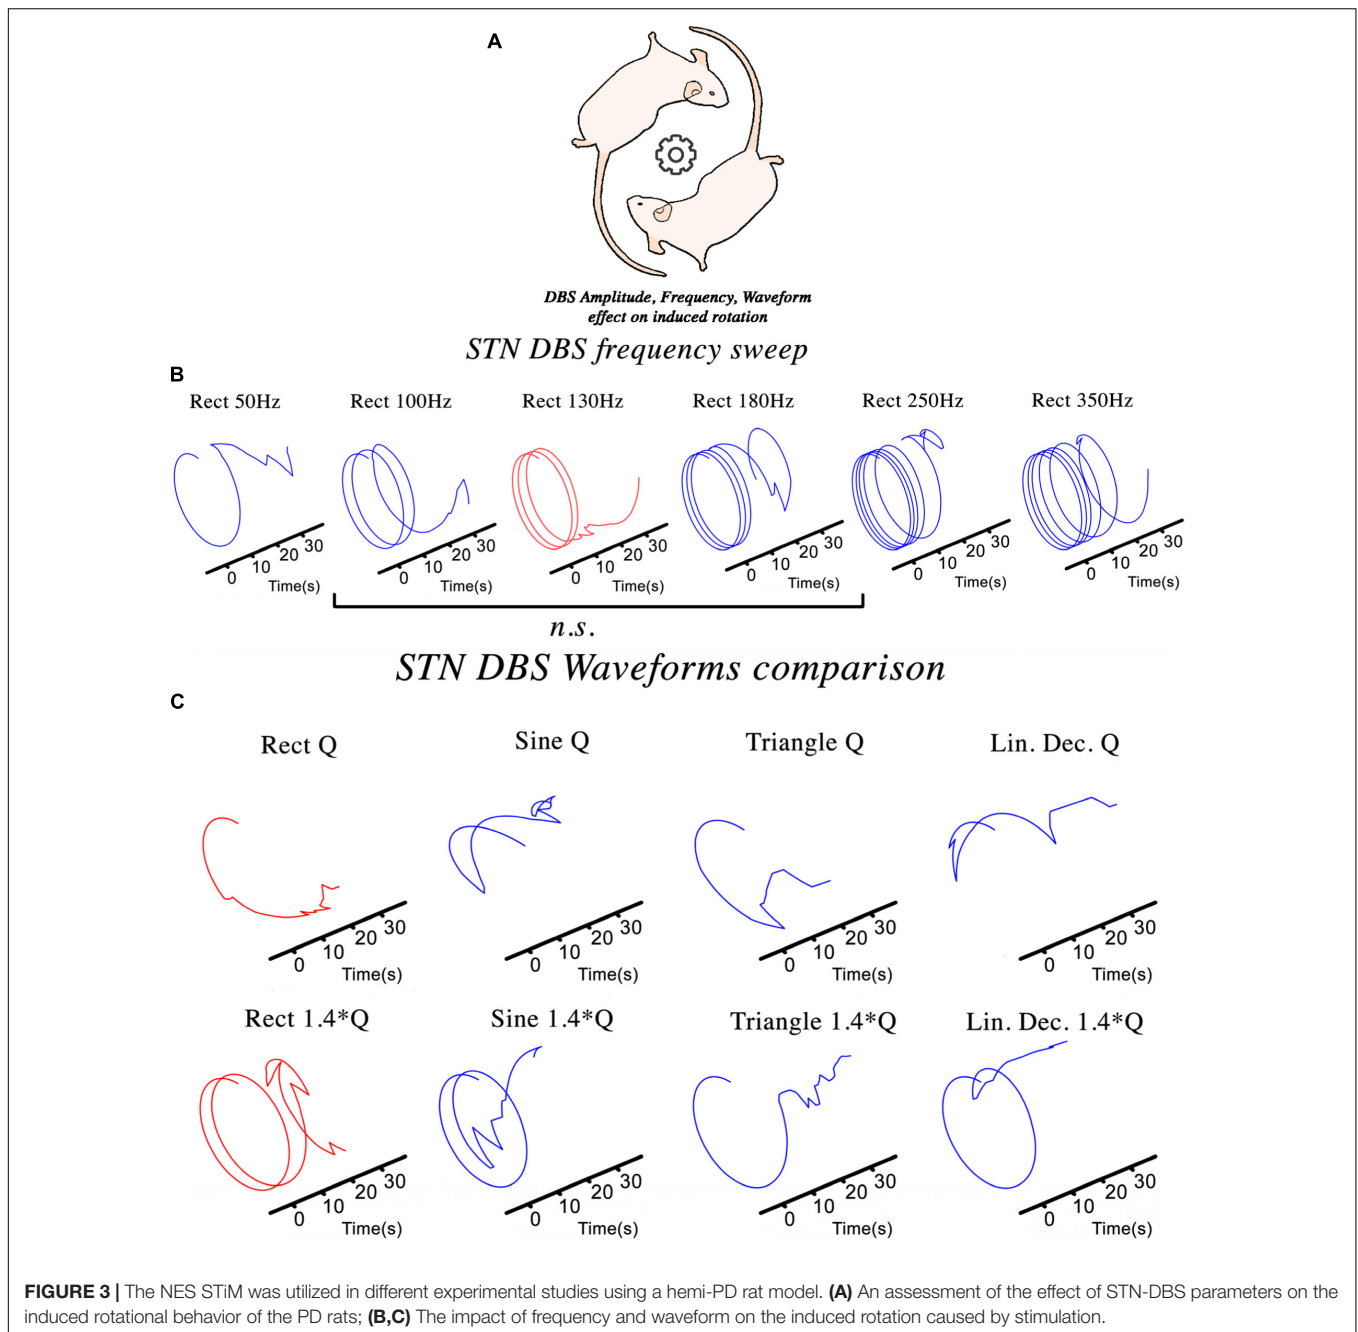 A
DBS Amplitude, Frequency, Waveform
effect on induced rotation
STN DBS frequency sweep
B
Rect 50Hz Rect 100Hz Rect 130Hz Rect 180Hz Rect 250Hz Rect 350Hz
0 10 20 30 0 10 20 30 0 10 20 30 0 10 20 30 0 10 20 30 0 10 20 30
Time(s) Time(s) Time(s) Time(s) Time(s) Time(s)
n.s.
STN DBS Waveforms comparison
C
Rect Q Sine Q Triangle Q Lin. Dec. Q
0 10 20 30 0 10 20 30 0 10 20 30 0 10 20 30
Time(s) Time(s) Time(s) Time(s)
Rect 1.4*Q Sine 1.4*Q Triangle 1.4*Q Lin. Dec. 1.4*Q
0 10 20 30 0 10 20 30 0 10 20 30 0 10 20 30
Time(s) Time(s) Time(s) Time(s)
FIGURE 3 | The NES STiM was utilized in different experimental studies using a hemi-PD rat model. (A) An assessment of the effect of STN-DBS parameters on the
induced rotational behavior of the PD rats; (B,C) The impact of frequency and waveform on the induced rotation caused by stimulation.